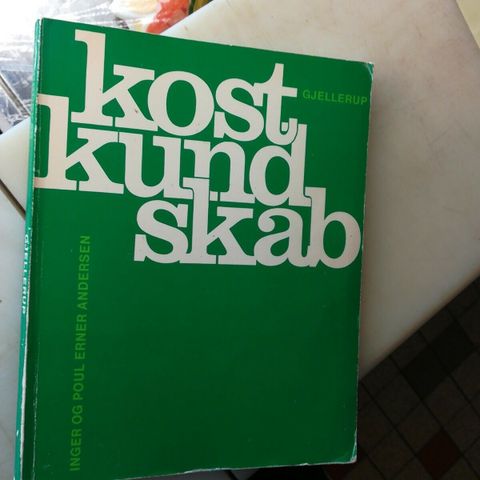 kost
GJELLERUP
kund
skab
INGER OG POUL ERNER ANDERSEN
GJELLERUP